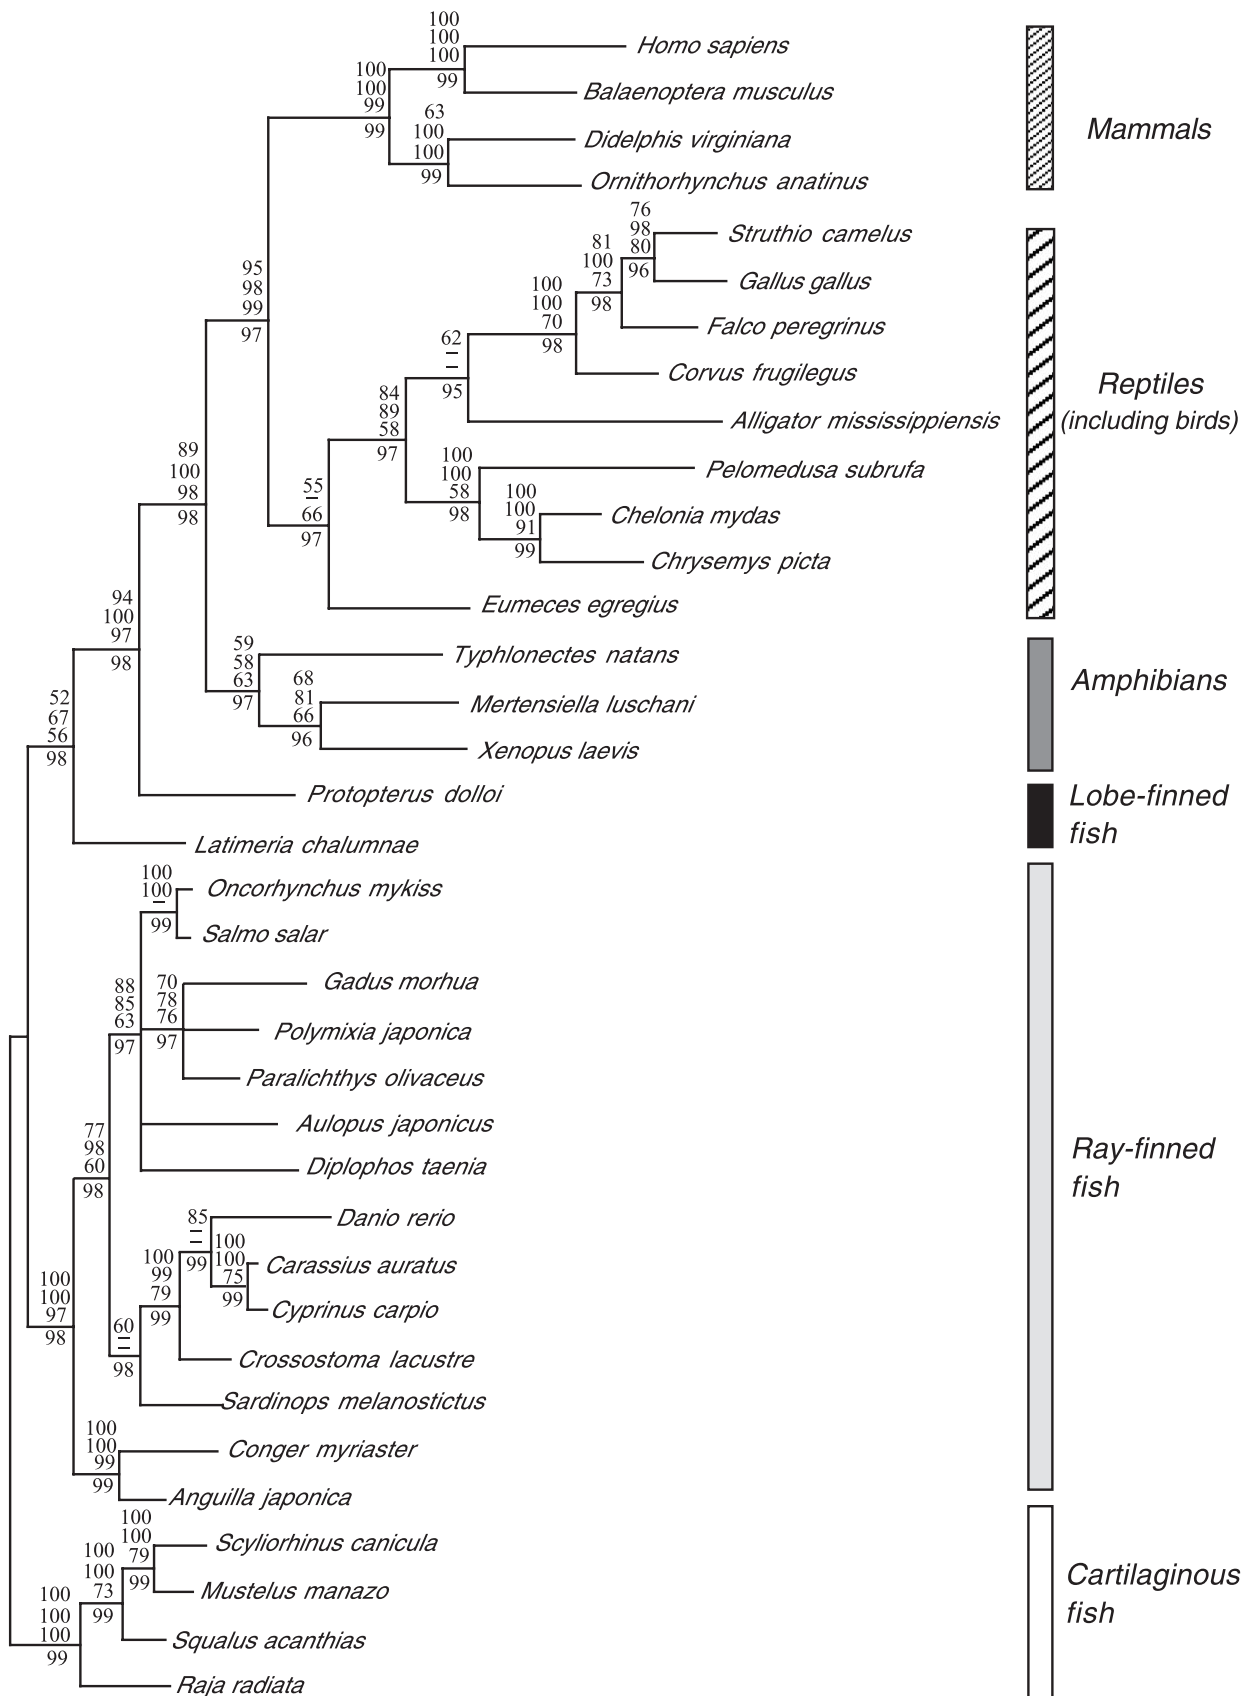 100
100
100
99
Homo sapiens
Balaenoptera musculus
100
100
99
99
63
100
100
99
Didelphis virginiana
Ornithorhynchus anatinus
Mammals
76
98
80
96
Struthio camelus
Gallus gallus
81
100
73
98
Falco peregrinus
100
100
70
98
Corvus frugilegus
95
98
99
97
62
–
–
95
Alligator mississippiensis
Reptiles
(including birds)
84
89
58
97
100
100
58
98
Pelomedusa subrufa
100
100
91
99
Chelonia mydas
Chrysemys picta
55
–
66
97
Eumeces egregius
89
100
98
98
59
58
63
97
Typhlonectes natans
68
81
66
96
Mertensiella luschani
Xenopus laevis
Amphibians
94
100
97
98
Protopterus dolloi
Lobe-finned
fish
52
67
56
98
Latimeria chalumnae
100
100
–
99
Oncorhynchus mykiss
Salmo salar
88
85
63
97
70
78
76
97
Gadus morhua
Polymixia japonica
Paralichthys olivaceus
Aulopus japonicus
Diplophos taenia
Ray-finned
fish
77
98
60
98
85
–
–
99
Danio rerio
100
100
75
99
Carassius auratus
Cyprinus carpio
100
99
79
99
Crossostoma lacustre
60
–
–
98
Sardinops melanostictus
100
100
97
98
100
100
99
99
Conger myriaster
Anguilla japonica
100
100
79
99
Scyliorhinus canicula
Mustelus manazo
100
100
73
99
Squalus acanthias
100
100
100
99
Raja radiata
Cartilaginous
fish